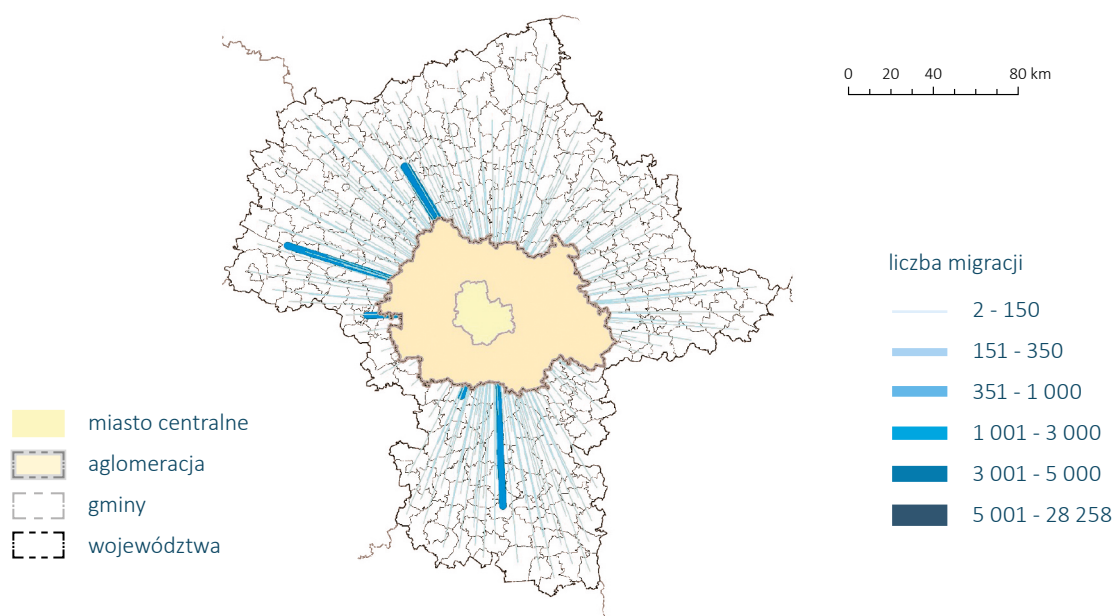 0 20 40 80 km
liczba migracji
2 - 150
151 - 350
351 - 1 000
1 001 - 3 000
3 001 - 5 000
5 001 - 28 258
miasto centralne
aglomeracja
gminy
województwa